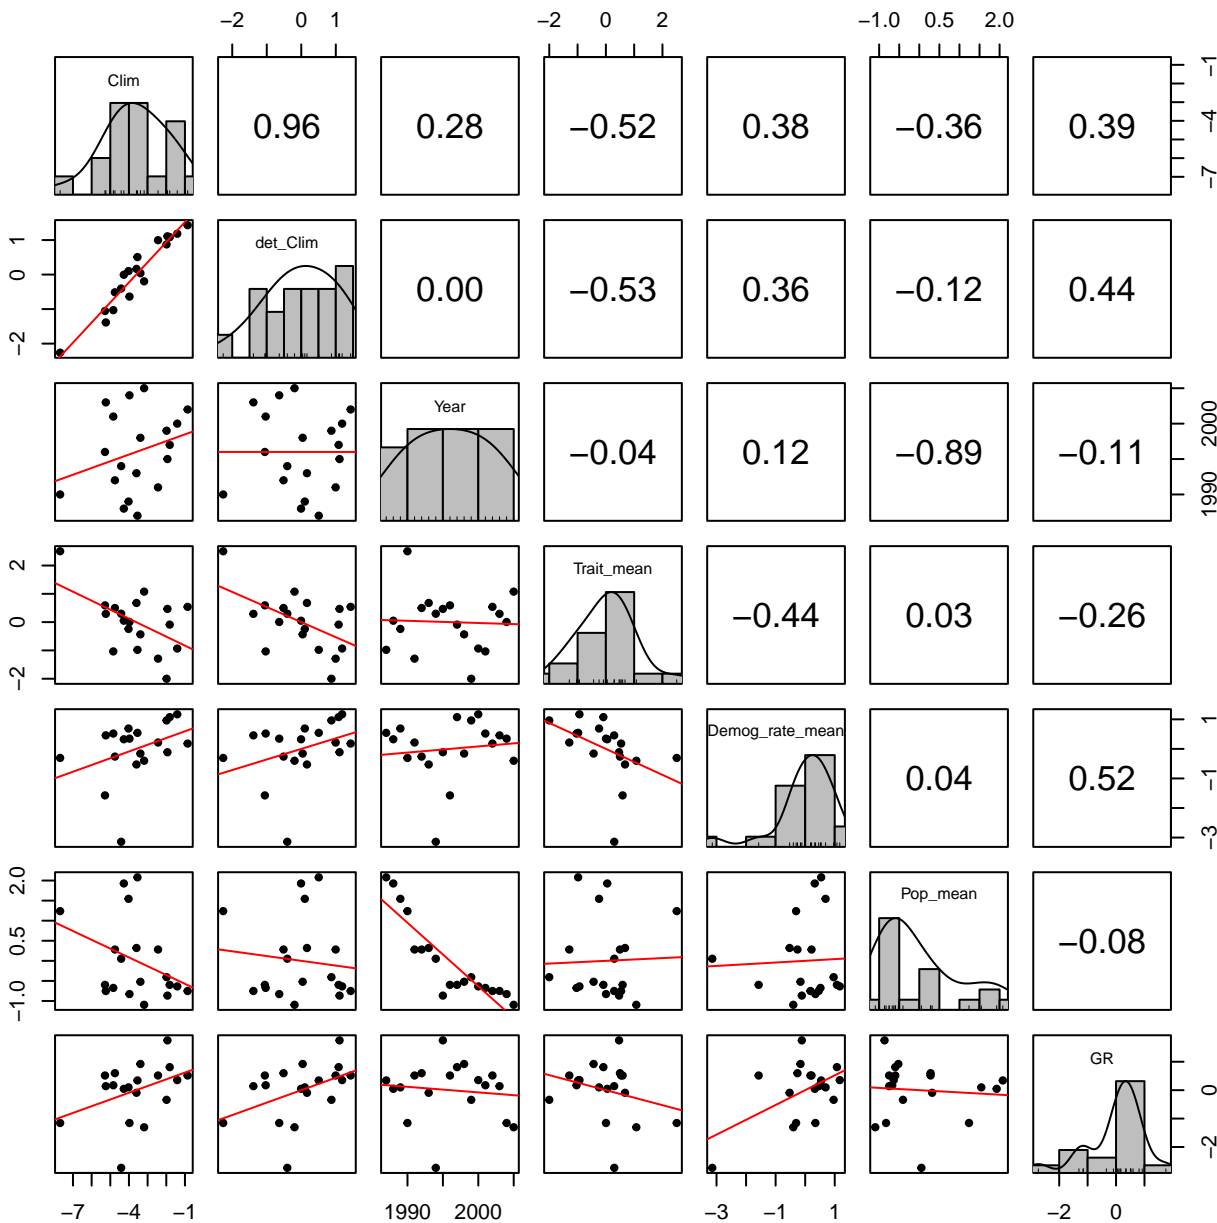 −2 0 1 −2 0 2 −1.0 0.5 2.0
Clim
0.96 0.28 −0.52 0.38 −0.36 0.39
−7 −4 −1
det_Clim
−2 0 1
0.00 −0.53 0.36 −0.12 0.44
Year
−0.04 0.12 −0.89 −0.11
1990 2000
Trait_mean
−2 0 2
−0.44 0.03 −0.26
Demog_rate_mean
0.04 0.52
−3 −1 1
Pop_mean
−1.0 0.5 2.0
−0.08
GR
−2 0
−7 −4 −1 1990 2000 −3 −1 1 −2 0